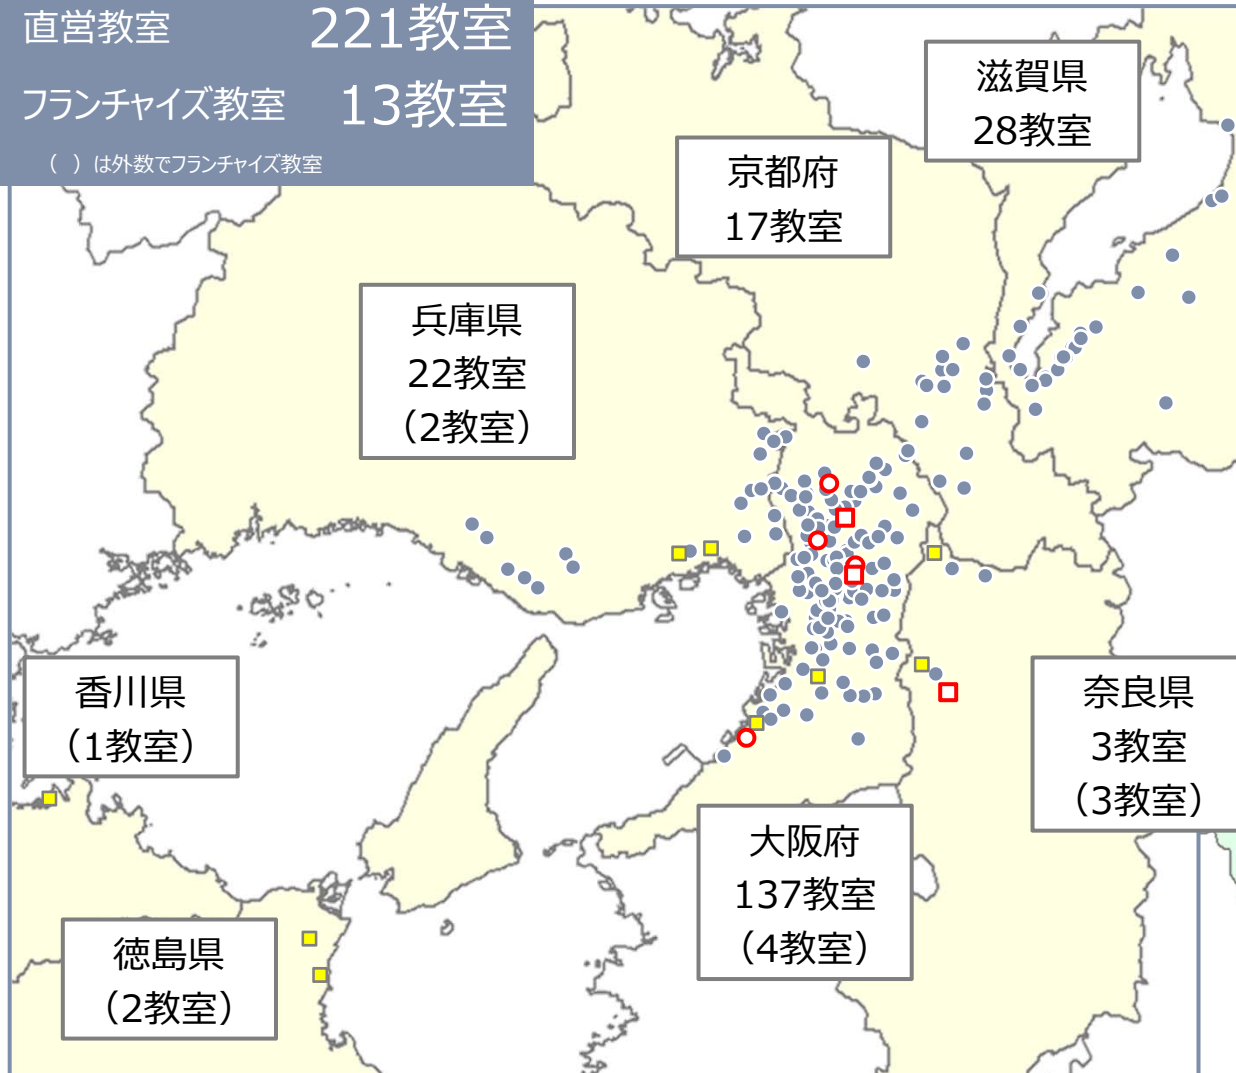 直営教室 221教室
フランチャイズ教室 13教室
（ ）は外数でフランチャイズ教室
滋賀県
28教室
京都府
17教室
兵庫県
22教室
（2教室）
香川県
（1教室）
奈良県
3教室
（3教室）
大阪府
137教室
（4教室）
徳島県
（2教室）